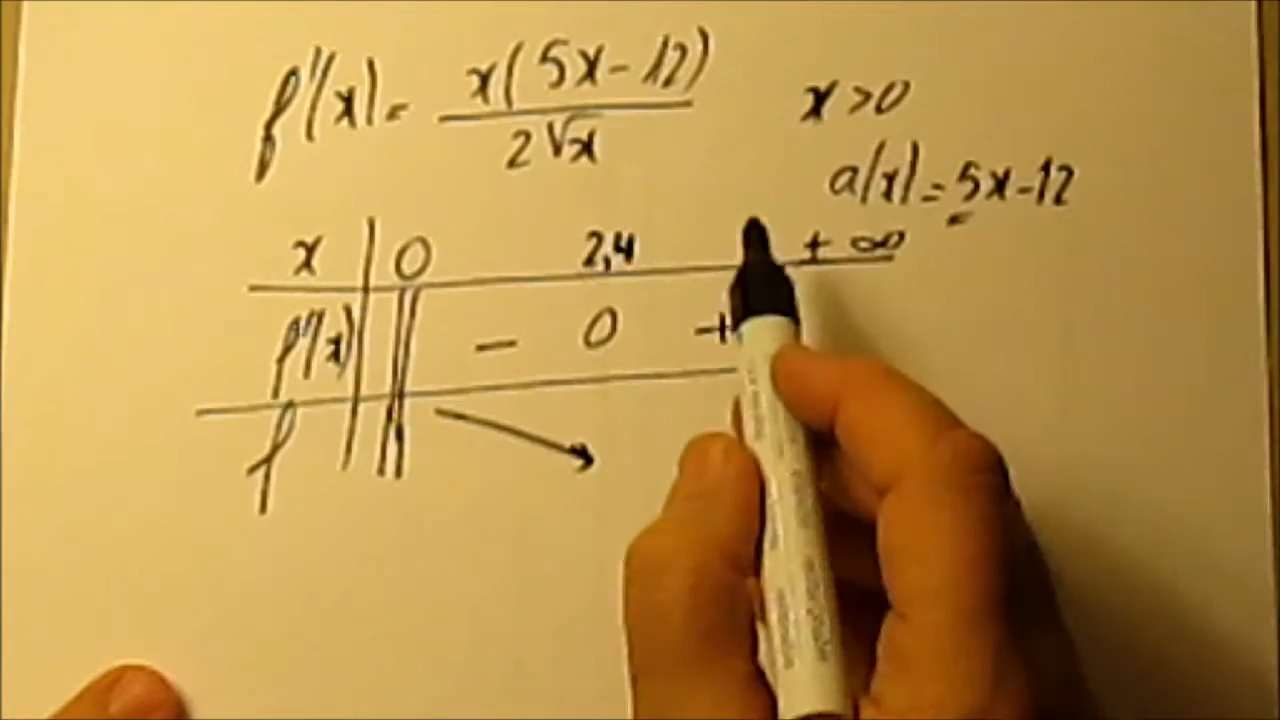 f'(x) = x(5x-12) / 2√x
x > 0
a(x) = 5x-12
x 0 2,4 + ∞
f'(x) - 0 +
f